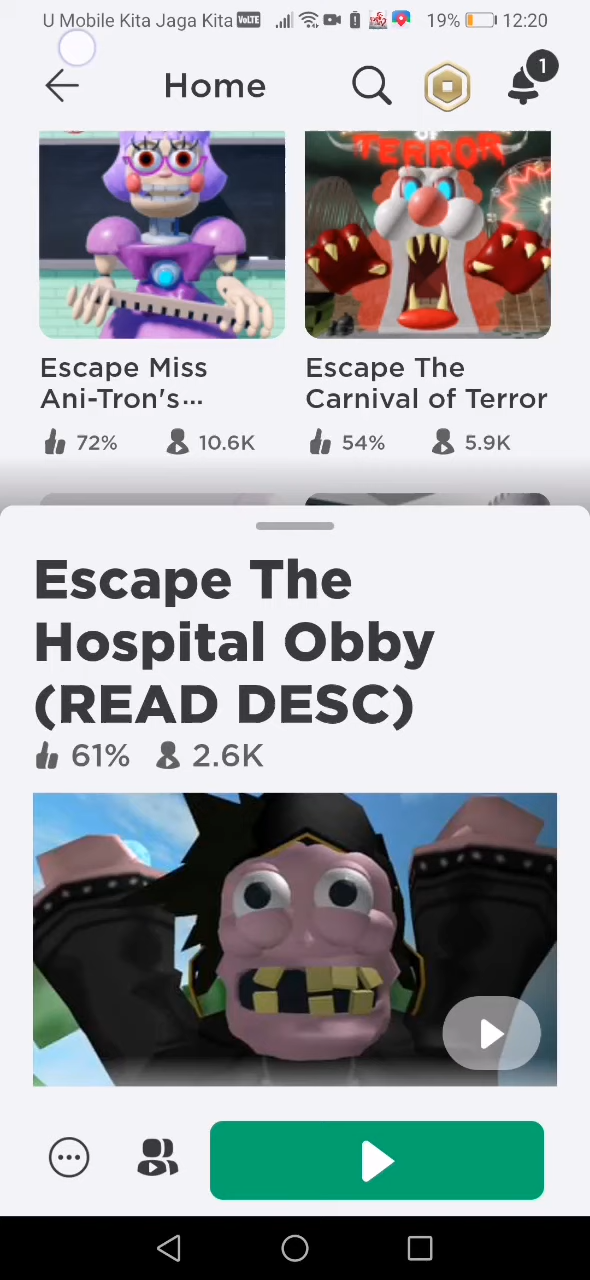 U Mobile Kita Jaga Kita VoLTE 19% 12:20
Home
1
TERROR
Escape Miss
Ani-Tron's...
72% 10.6K
Escape The
Carnival of Terror
54% 5.9K
Escape The
Hospital Obby
(READ DESC)
61% 2.6K